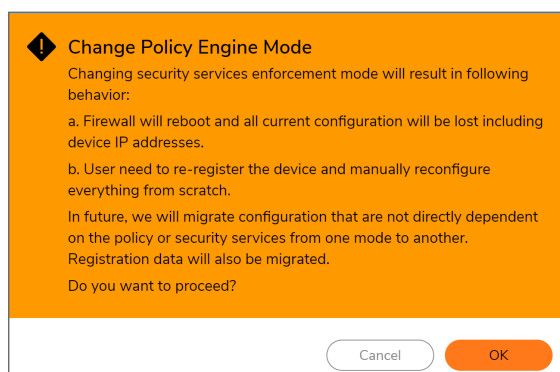 Change Policy Engine Mode
Changing security services enforcement mode will result in following
behavior:
a. Firewall will reboot and all current configuration will be lost including
device IP addresses.
b. User need to re-register the device and manually reconfigure
everything from scratch.
In future, we will migrate configuration that are not directly dependent
on the policy or security services from one mode to another.
Registration data will also be migrated.
Do you want to proceed?
Cancel
OK